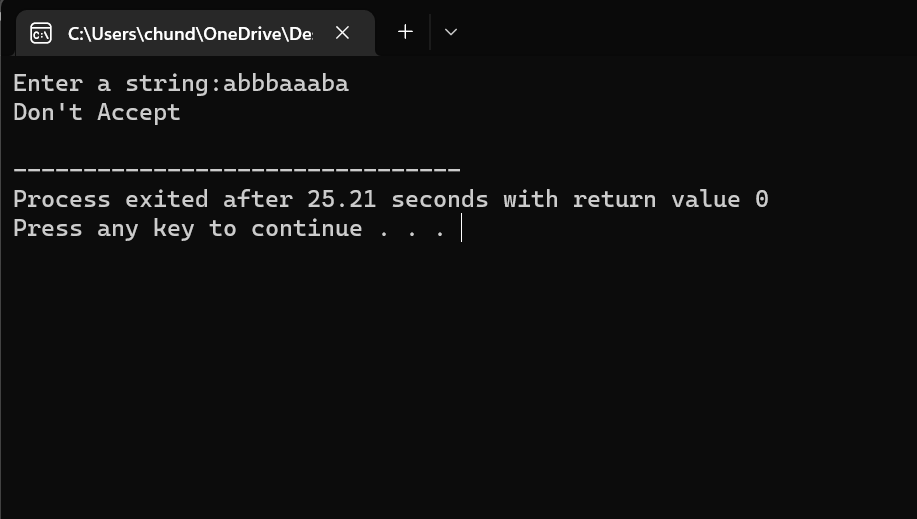 C:\Users\chund\OneDrive\De
Enter a string:abbbaaaba
Don't Accept
--------------------------------
Process exited after 25.21 seconds with return value 0
Press any key to continue . . .